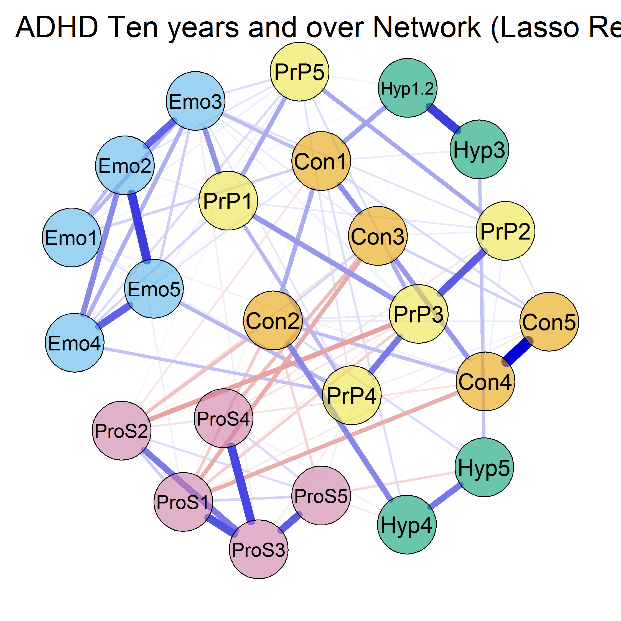 ADHD Ten years and over Network (Lasso Re
PrP5
Hyp1.2
Emo3
Hyp3
Con1
Emo2
PrP1
PrP2
Con3
Emo1
Emo5
PrP3
Con2
Con5
Emo4
Con4
PrP4
ProS4
ProS2
Hyp5
ProS5
ProS1
Hyp4
ProS3